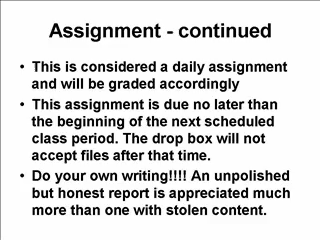 Assignment - continued
• This is considered a daily assignment
and will be graded accordingly
• This assignment is due no later than
the beginning of the next scheduled
class period. The drop box will not
accept files after that time.
• Do your own writing!!!! An unpolished
but honest report is appreciated much
more than one with stolen content.